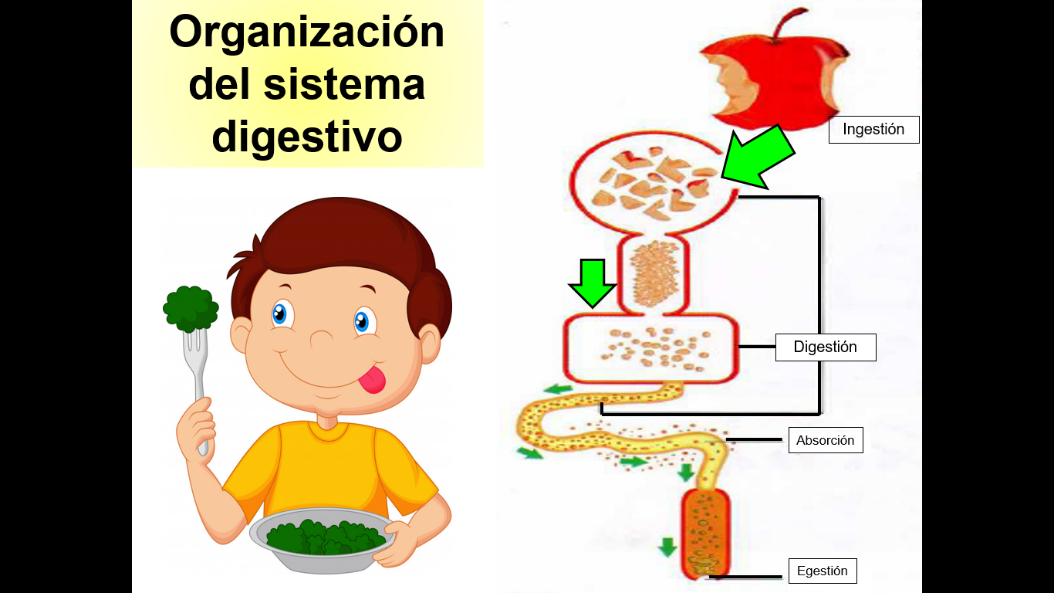 Organización
del sistema
digestivo
Ingestión
Digestión
Absorción
Egestión